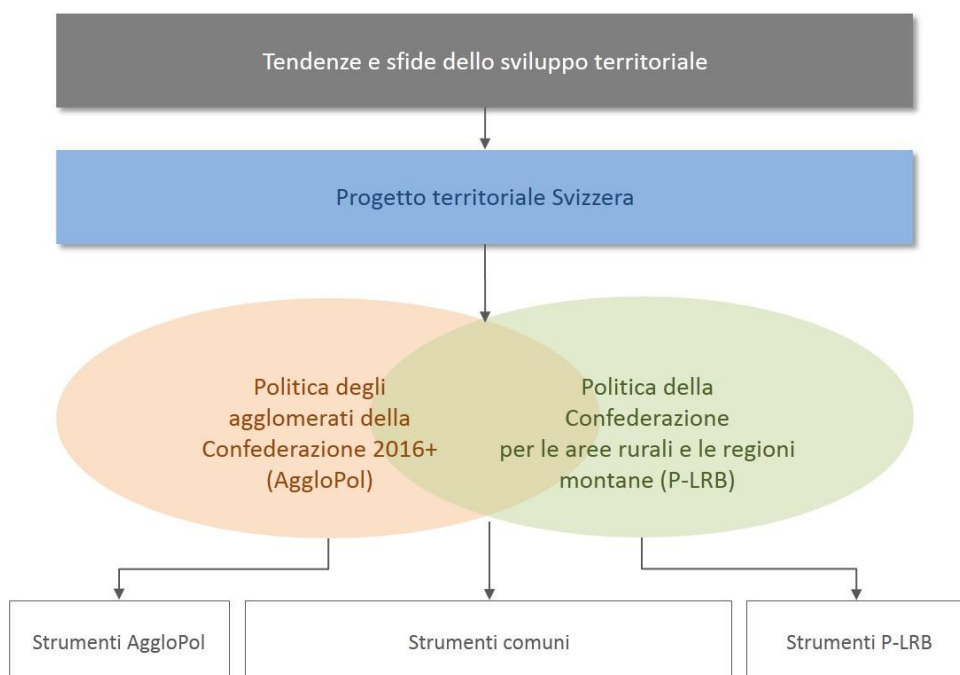 Tendenze e sfide dello sviluppo territoriale
Progetto territoriale Svizzera
Politica degli
agglomerati della
Confederazione 2016+
(AggloPol)
Politica della
Confederazione
per le aree rurali e le regioni
montane (P-LRB)
Strumenti AggloPol
Strumenti comuni
Strumenti P-LRB